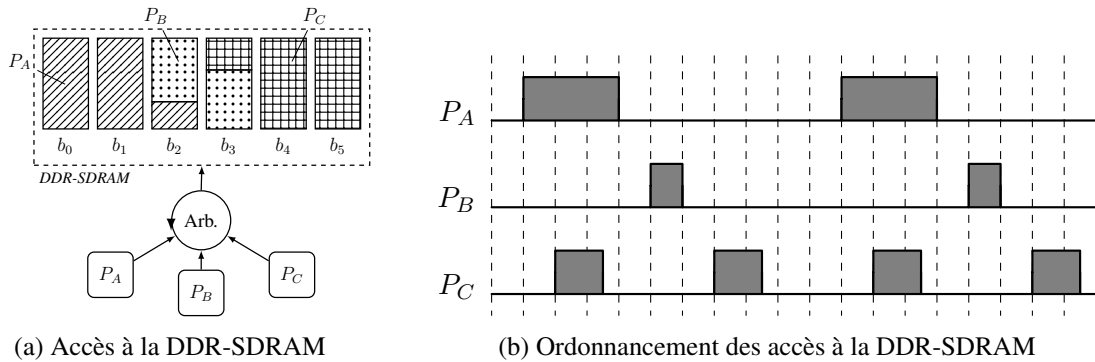 P_B P_C
P_A
b_0 b_1 b_2 b_3 b_4 b_5
DDR-SDRAM
Arb.
P_A P_B P_C
(a) Accès à la DDR-SDRAM
P_A
P_B
P_C
(b) Ordonnancement des accès à la DDR-SDRAM